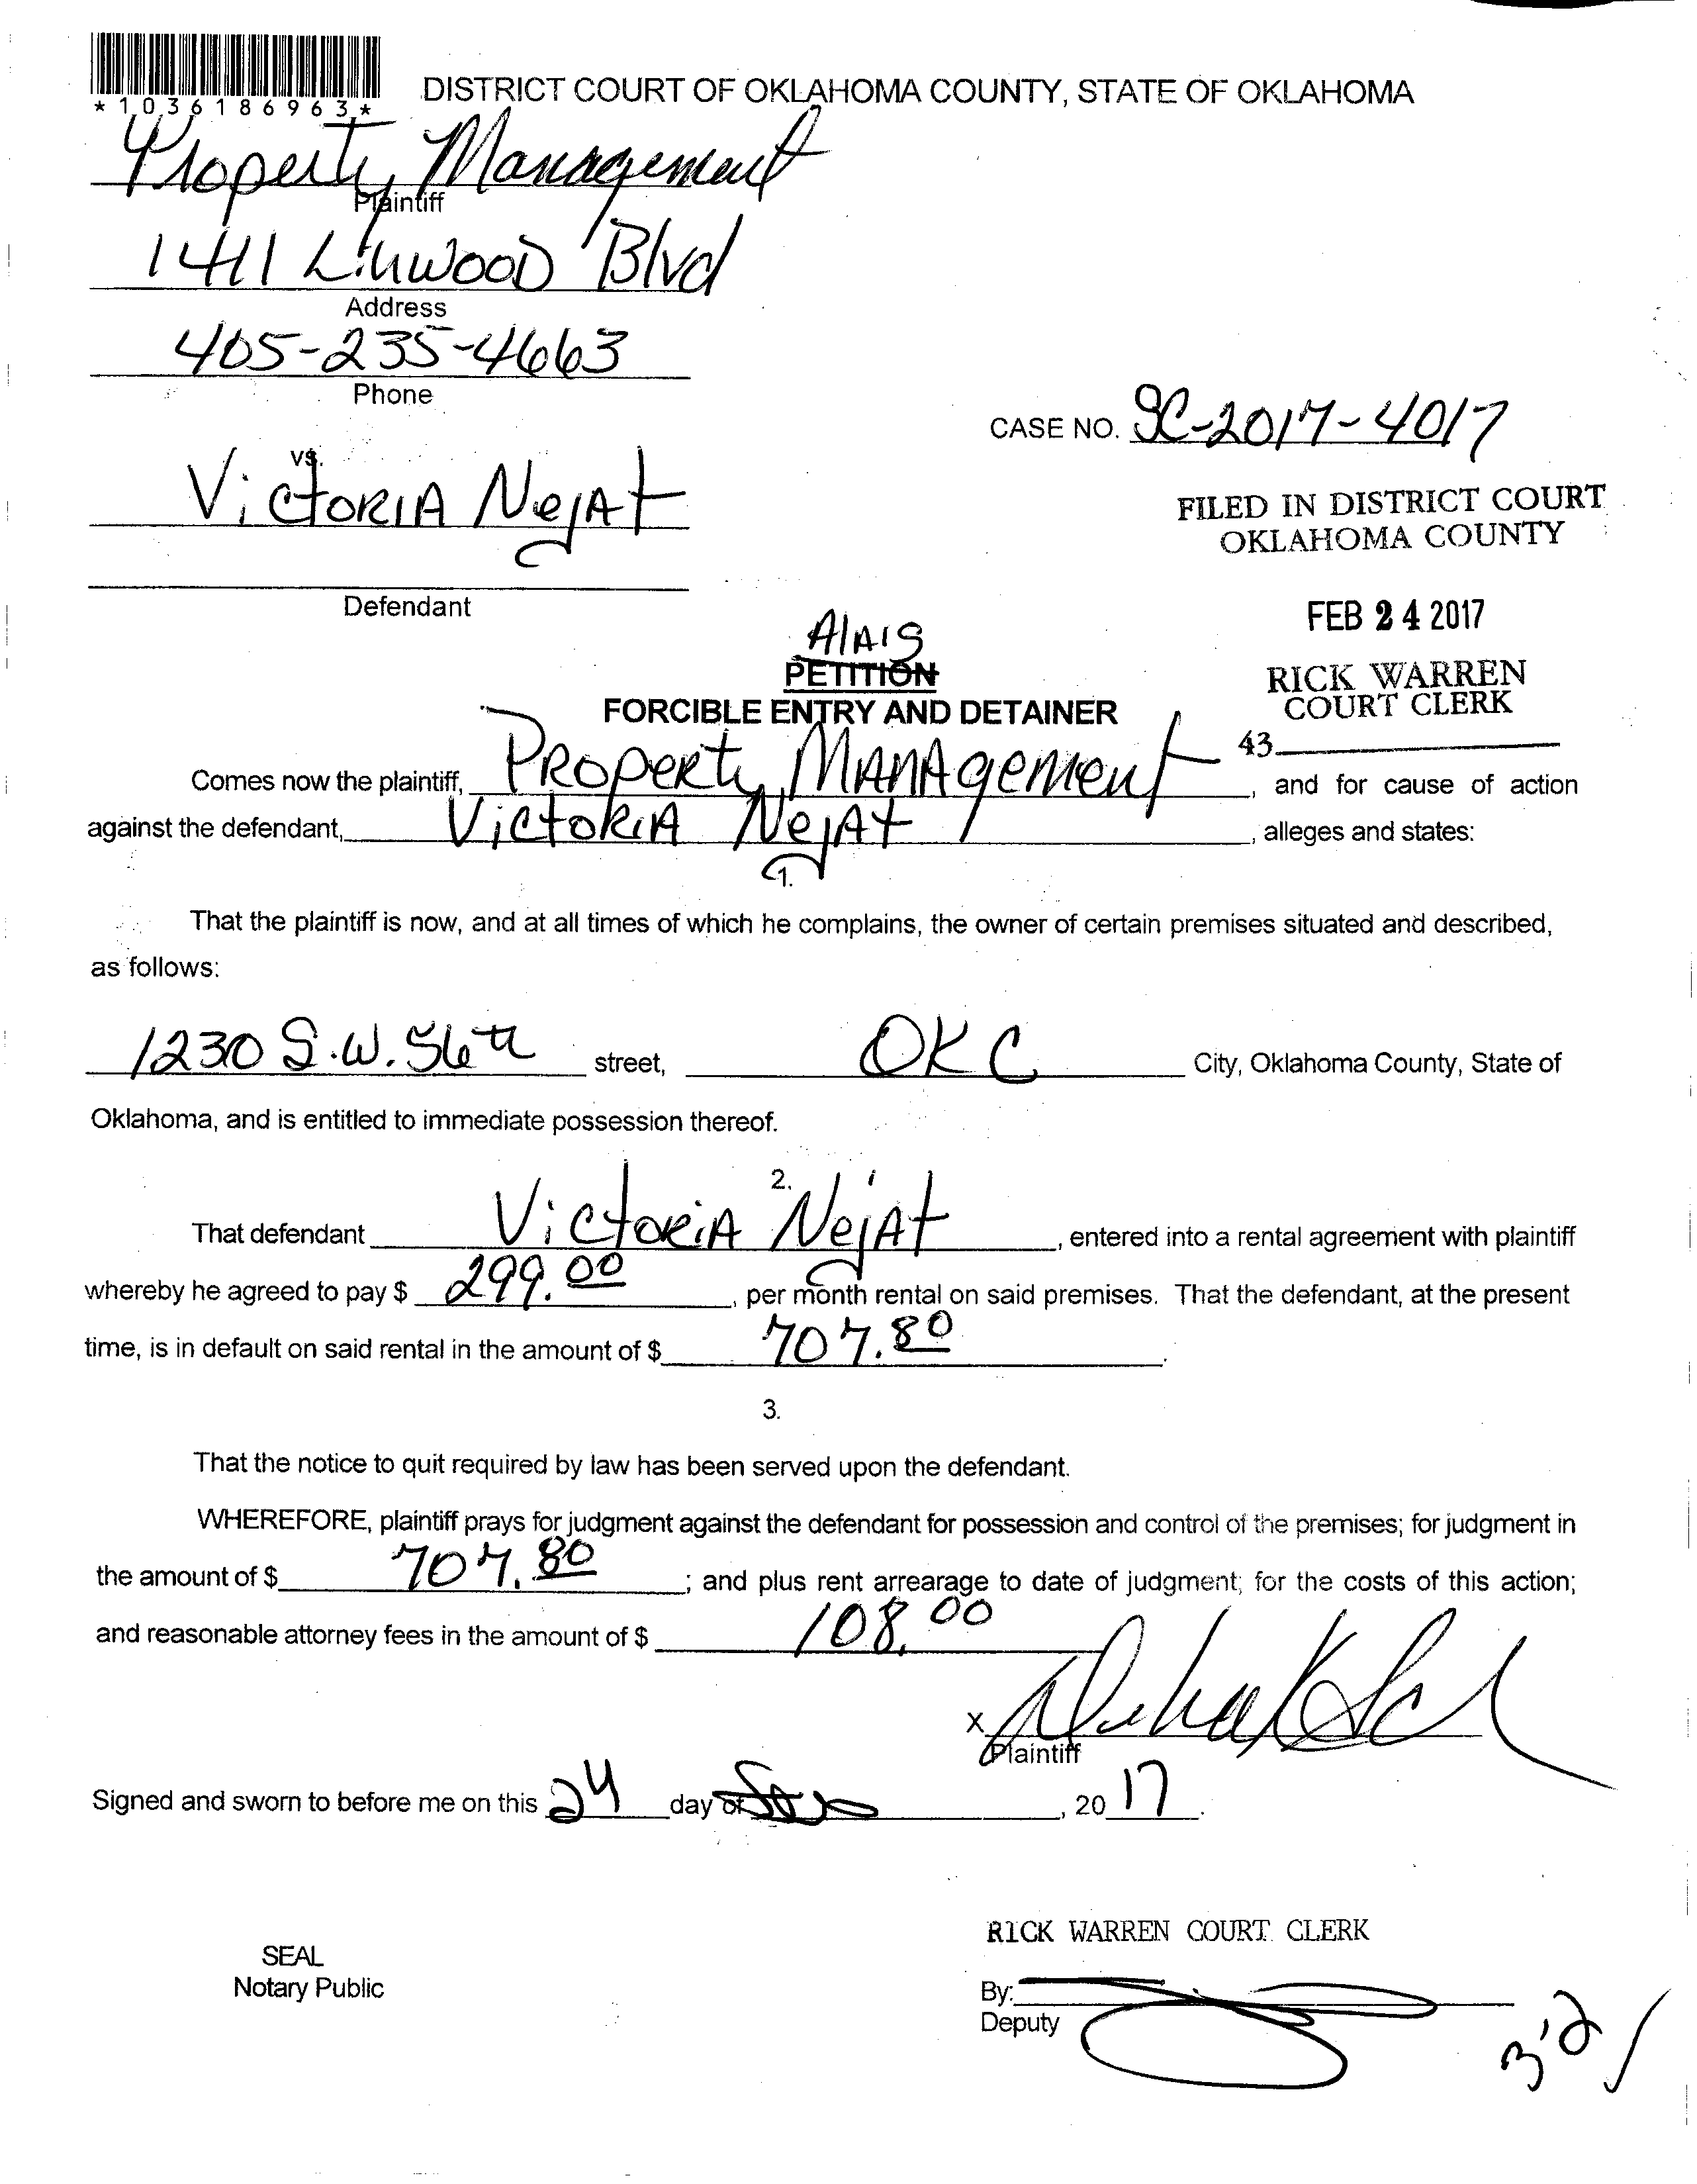 *1036186963*
DISTRICT COURT OF OKLAHOMA COUNTY, STATE OF OKLAHOMA
Property Management
Plaintiff
1411 Linwood Blvd
Address
405-235-4663
Phone
CASE NO. SC-2017-4017
vs.
Victoria Nejat
FILED IN DISTRICT COURT
OKLAHOMA COUNTY
Defendant
FEB 24 2017
AlAis
PETITION
RICK WARREN
COURT CLERK
FORCIBLE ENTRY AND DETAINER
43
Comes now the plaintiff, Property Management, and for cause of action
against the defendant, Victoria Nejat, alleges and states:
1.
That the plaintiff is now, and at all times of which he complains, the owner of certain premises situated and described,
as follows:
1230 S.W. 56th street, OKC City, Oklahoma County, State of
Oklahoma, and is entitled to immediate possession thereof.
2.
That defendant Victoria Nejat, entered into a rental agreement with plaintiff
whereby he agreed to pay $ 299.00, per month rental on said premises. That the defendant, at the present
time, is in default on said rental in the amount of $ 707.80.
3.
That the notice to quit required by law has been served upon the defendant.
WHEREFORE, plaintiff prays for judgment against the defendant for possession and control of the premises; for judgment in
the amount of $ 707.80; and plus rent arrearage to date of judgment; for the costs of this action;
and reasonable attorney fees in the amount of $ 108.00
X
Plaintiff
Signed and sworn to before me on this 24 day of , 20 17.
RICK WARREN COURT CLERK
SEAL
Notary Public
By:
Deputy